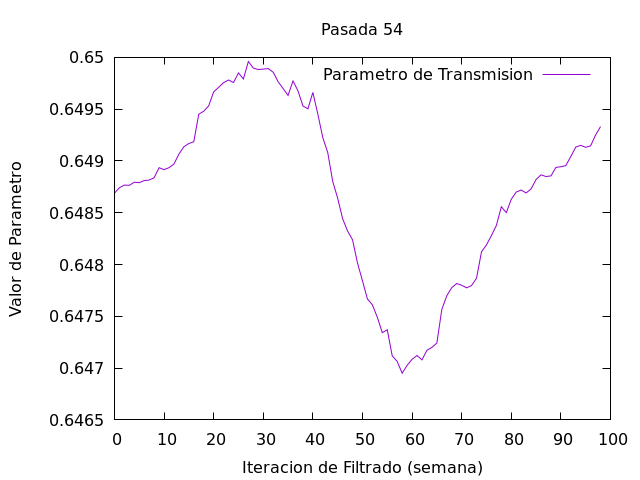 Pasada 54
Parametro de Transmision
Valor de Parametro
0.65
0.6495
0.649
0.6485
0.648
0.6475
0.647
0.6465
0 10 20 30 40 50 60 70 80 90 100
Iteracion de Filtrado (semana)